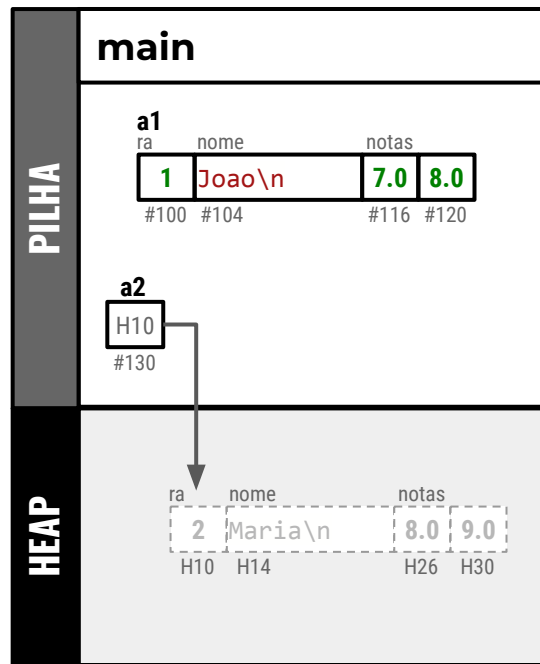 main
PILHA
a1
ra nome notas
1 Joao\n 7.0 8.0
#100 #104 #116 #120
a2
H10
#130
HEAP
ra nome notas
2 Maria\n 8.0 9.0
H10 H14 H26 H30